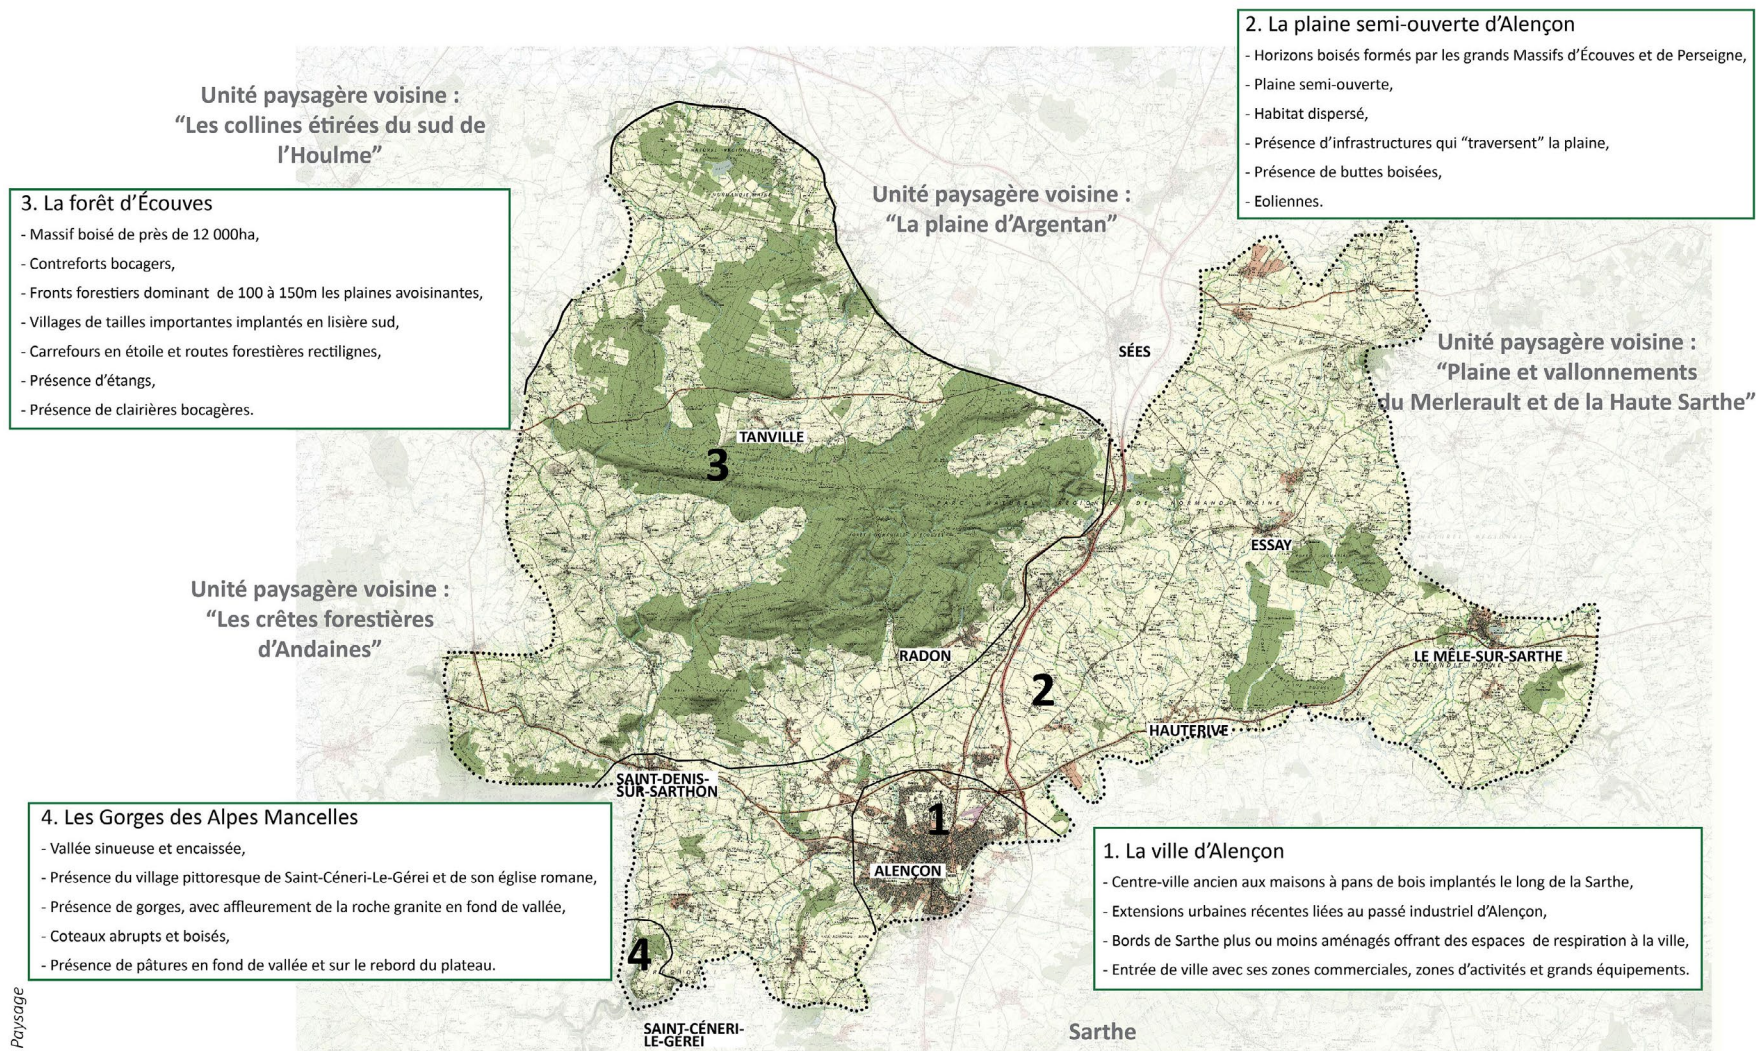 2. La plaine semi-ouverte d'Alençon
- Horizons boisés formés par les grands Massifs d'Écouves et de Perseigne,
- Plaine semi-ouverte,
- Habitat dispersé,
- Présence d'infrastructures qui “traversent” la plaine,
- Présence de buttes boisées,
- Eoliennes.
Unité paysagère voisine :
“Les collines étirées du sud de
l'Houlme”
Unité paysagère voisine :
“La plaine d'Argentan”
3. La forêt d'Écouves
- Massif boisé de près de 12 000ha,
- Contreforts bocagers,
- Fronts forestiers dominant de 100 à 150m les plaines avoisinantes,
- Villages de tailles importantes implantés en lisière sud,
- Carrefours en étoile et routes forestières rectilignes,
- Présence d'étangs,
- Présence de clairières bocagères.
SÉES
Unité paysagère voisine :
“Plaine et vallonnements
du Merlerault et de la Haute Sarthe”
TANVILLE
3
ESSAY
Unité paysagère voisine :
“Les crêtes forestières
d'Andaines”
RADON
LE MÊLE-SUR-SARTHE
2
HAUTERIVE
SAINT-DENIS-
SUR-SARTHON
1
ALENÇON
4. Les Gorges des Alpes Mancelles
- Vallée sinueuse et encaissée,
- Présence du village pittoresque de Saint-Céneri-Le-Gérei et de son église romane,
- Présence de gorges, avec affleurement de la roche granite en fond de vallée,
- Coteaux abrupts et boisés,
- Présence de pâtures en fond de vallée et sur le rebord du plateau.
4
1. La ville d'Alençon
- Centre-ville ancien aux maisons à pans de bois implantés le long de la Sarthe,
- Extensions urbaines récentes liées au passé industriel d'Alençon,
- Bords de Sarthe plus ou moins aménagés offrant des espaces de respiration à la ville,
- Entrée de ville avec ses zones commerciales, zones d'activités et grands équipements.
SAINT-CÉNERI-
LE-GÉREI
Sarthe
Paysage